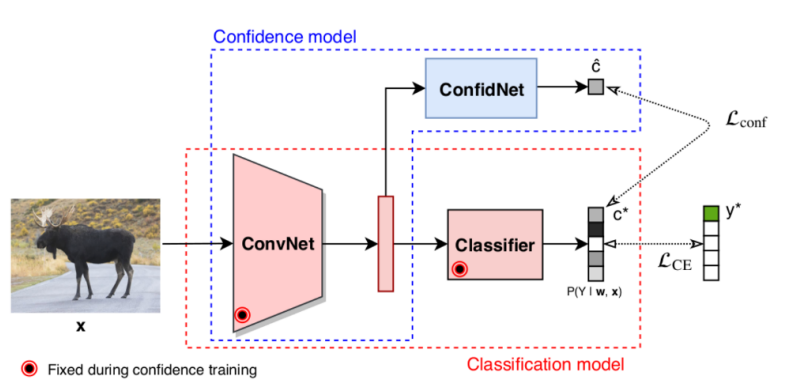 Confidence model
ConfidNet
ĉ
ℒconf
ConvNet
Classifier
c*
y*
ℒCE
P(Y | w, x)
x
Fixed during confidence training
Classification model